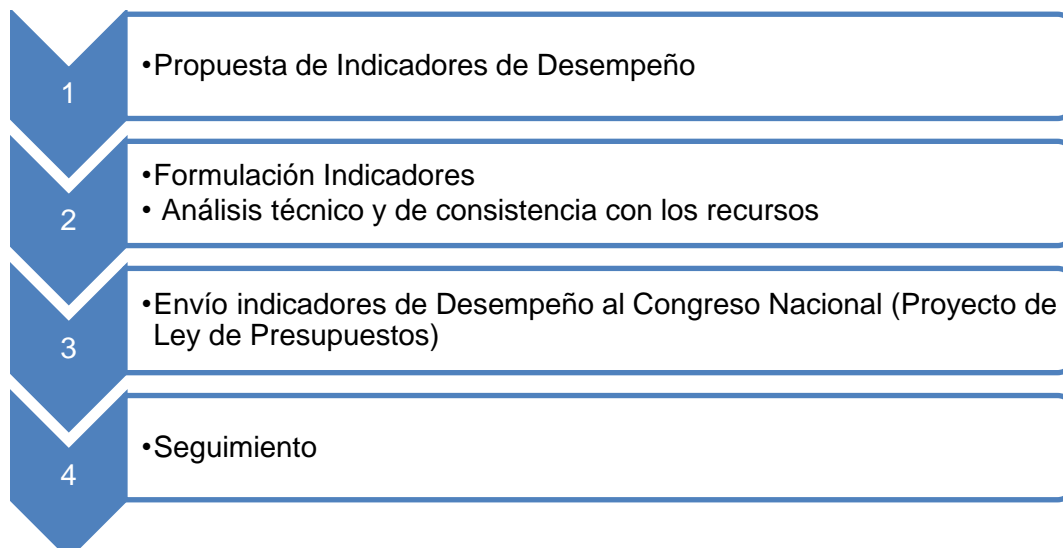 1
•Propuesta de Indicadores de Desempeño
2
•Formulación Indicadores
• Análisis técnico y de consistencia con los recursos
3
•Envío indicadores de Desempeño al Congreso Nacional (Proyecto de
Ley de Presupuestos)
4
•Seguimiento